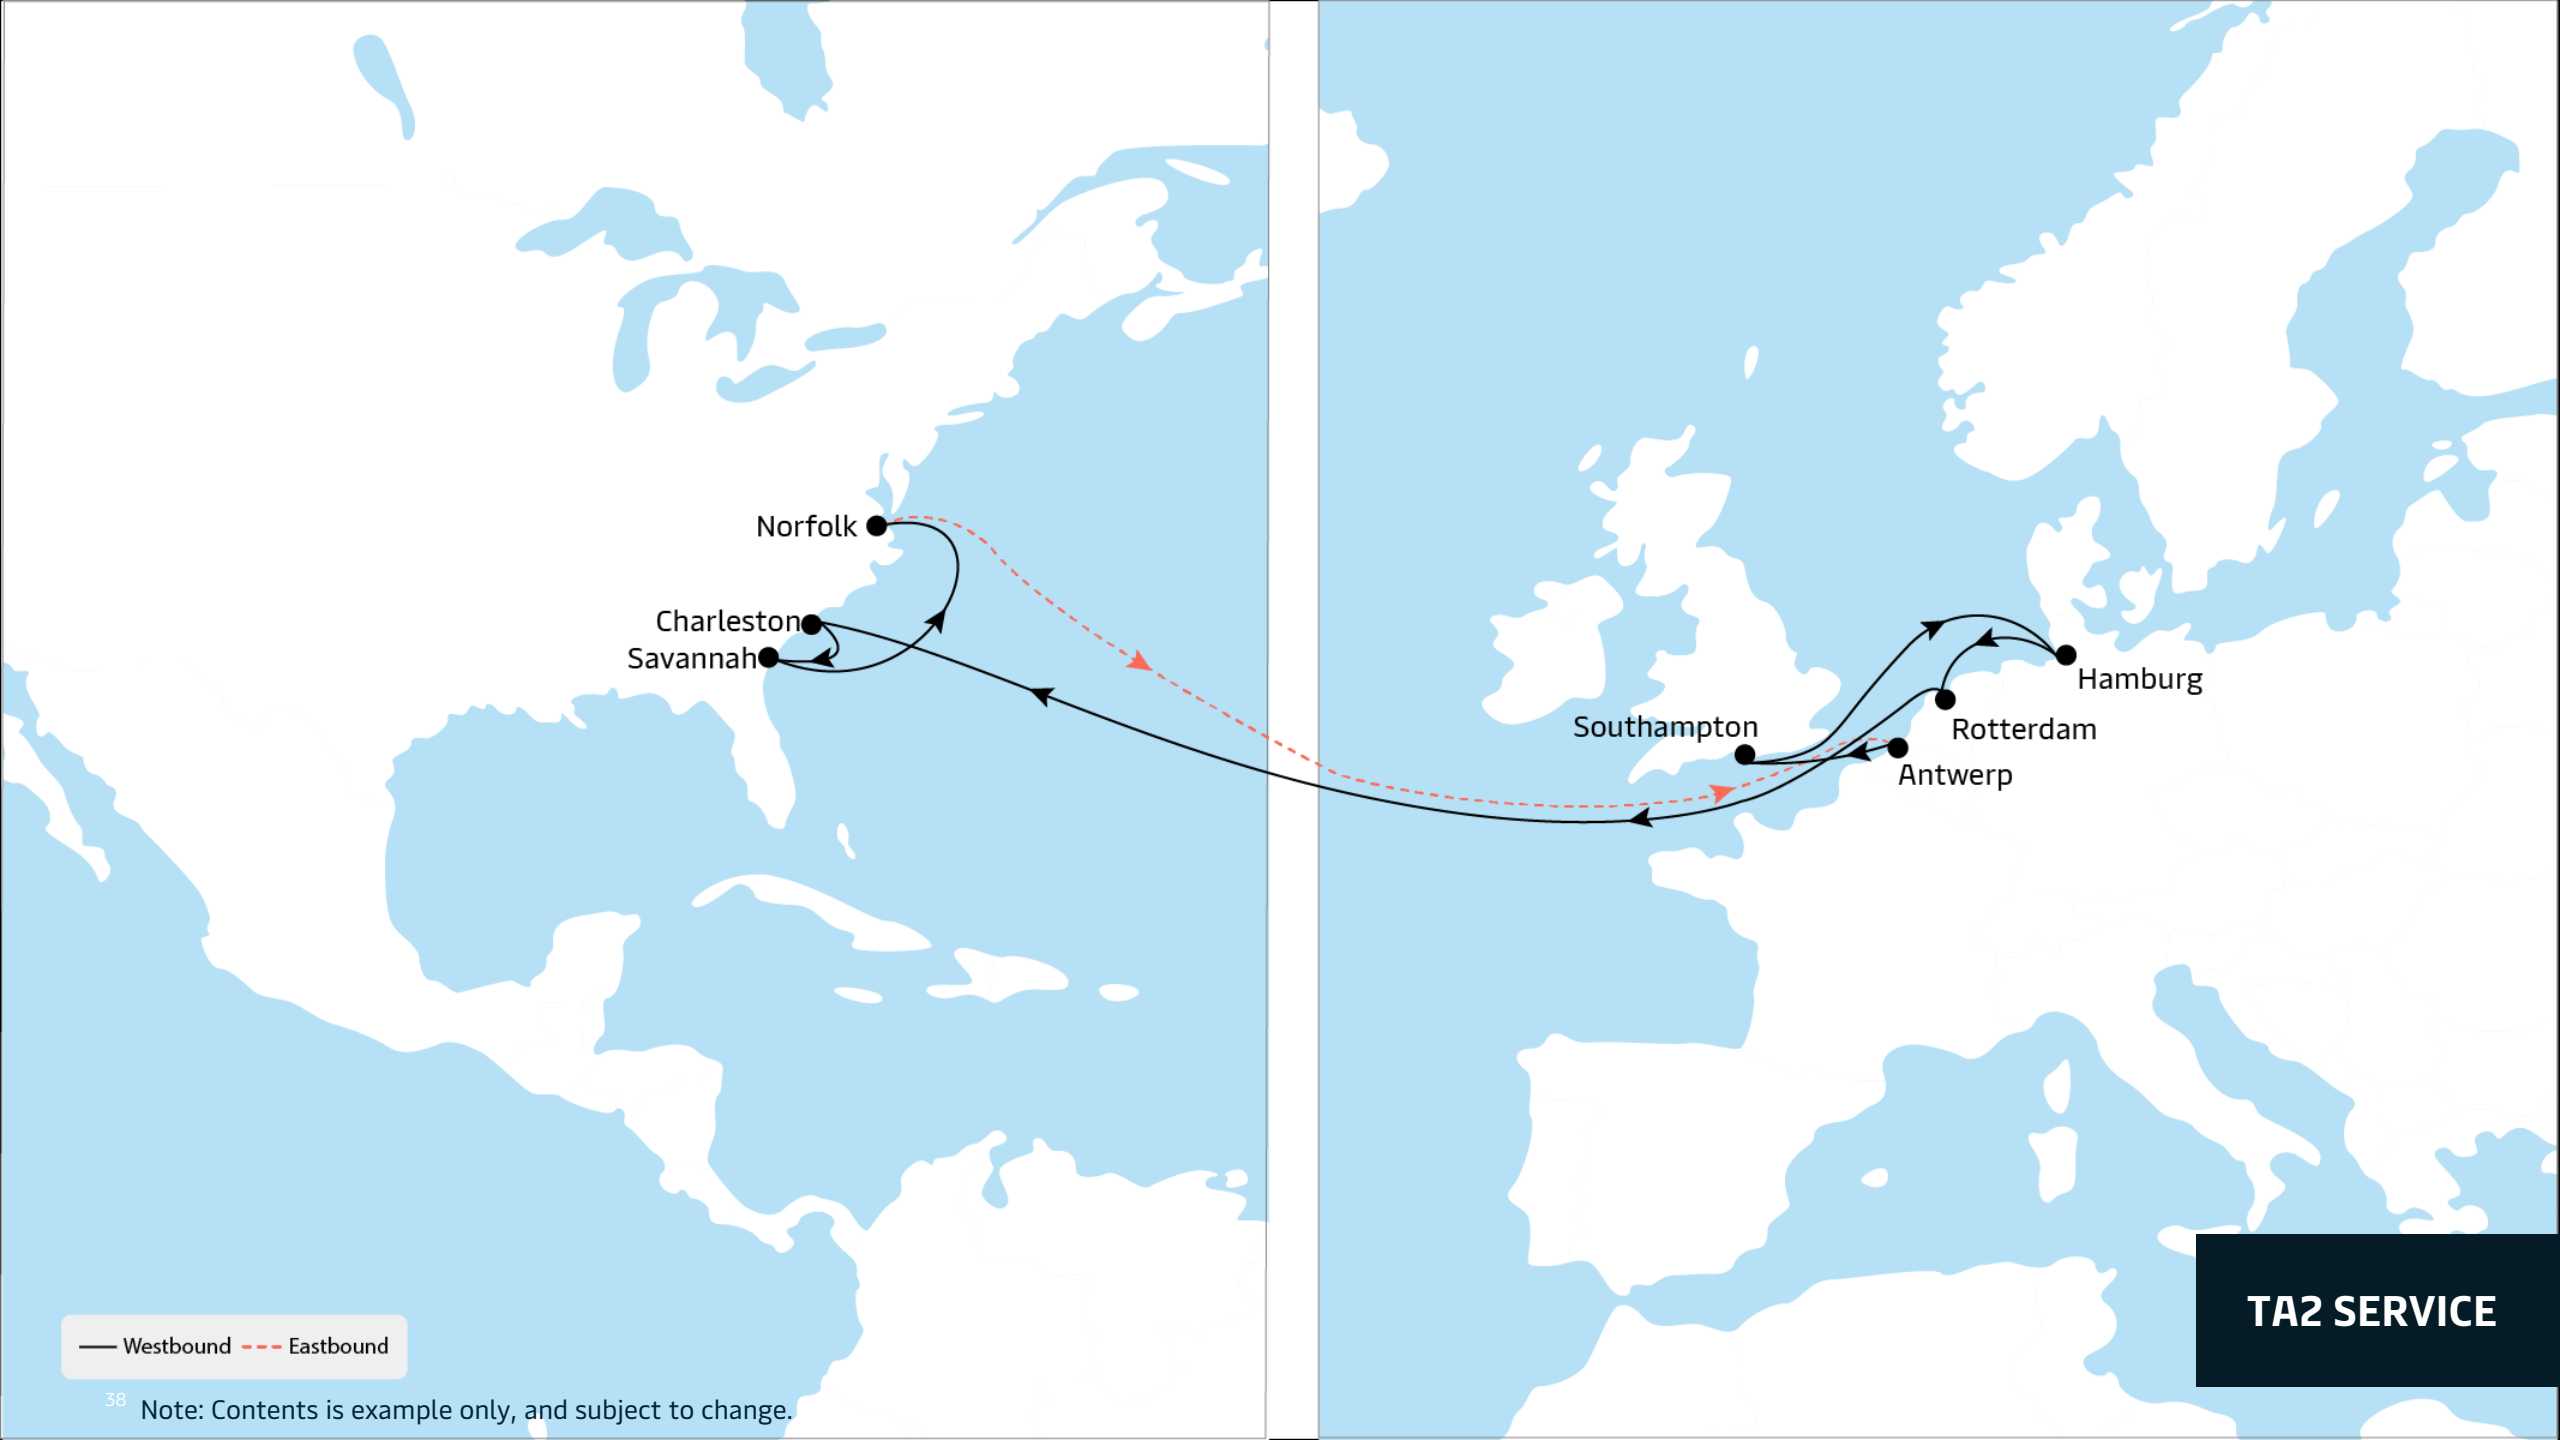 Norfolk
Charleston
Savannah
Hamburg
Southampton
Rotterdam
Antwerp
TA2 SERVICE
Westbound Eastbound
38
Note: Contents is example only, and subject to change.